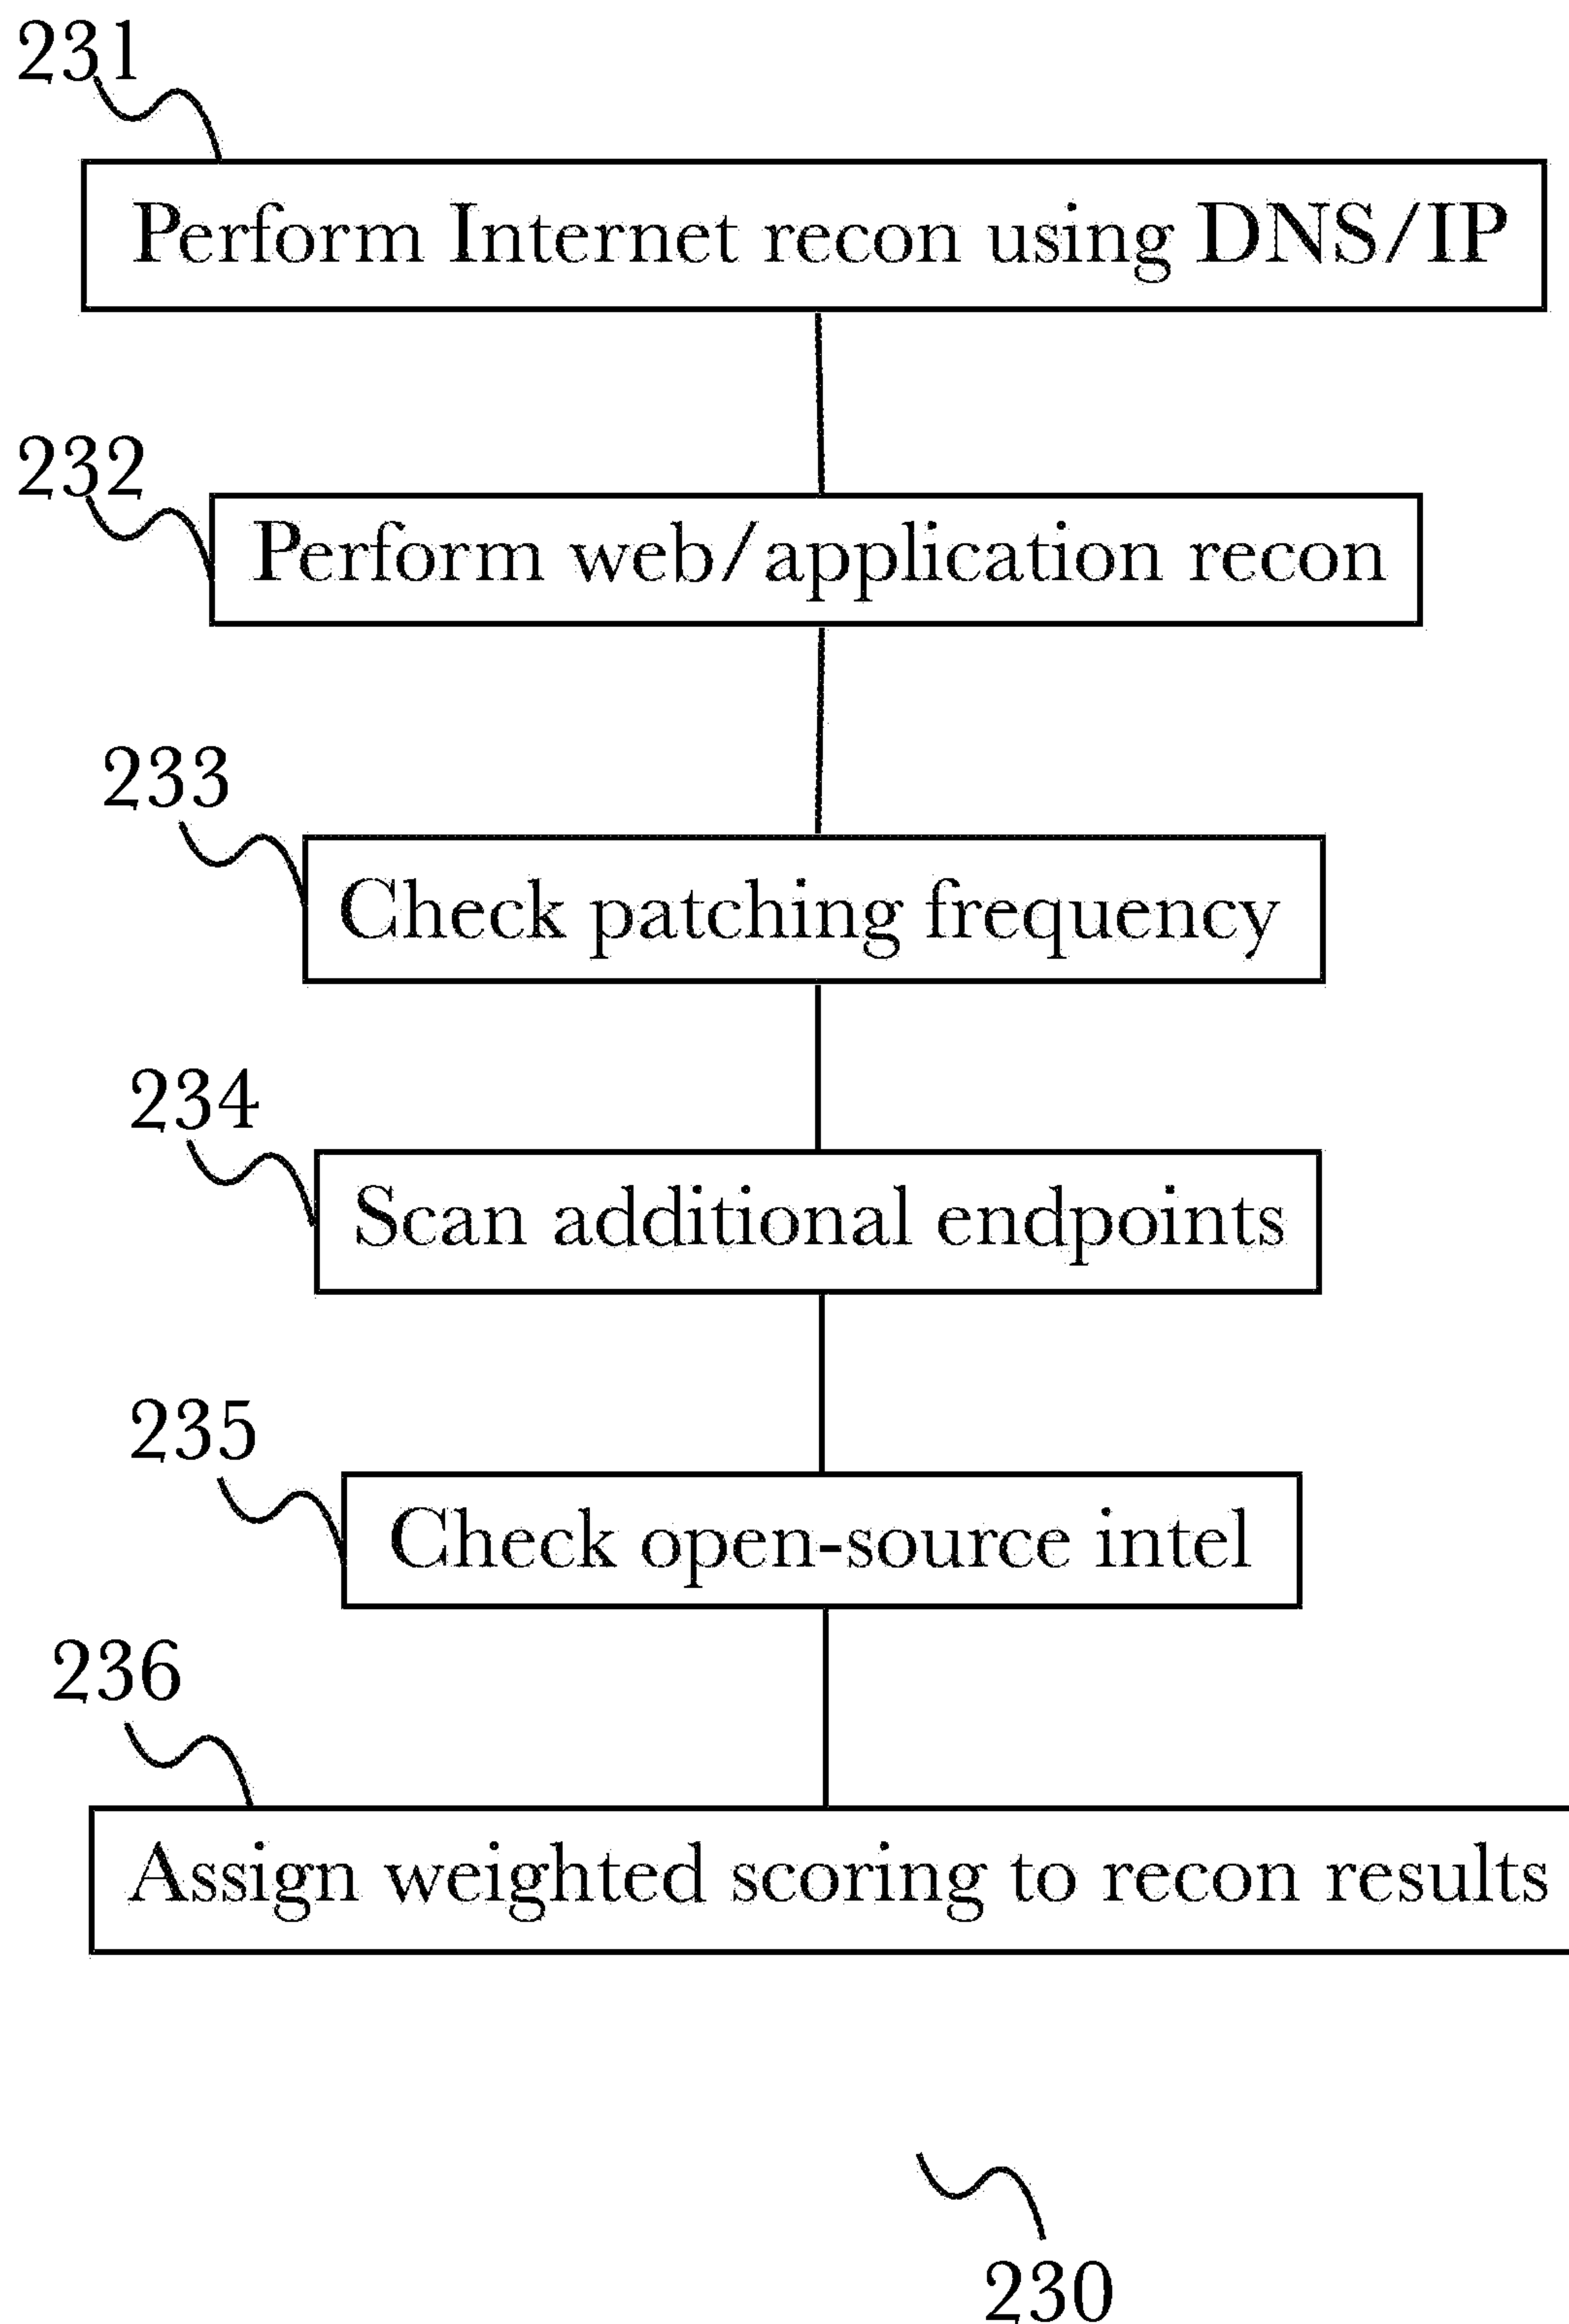 231
Perform Internet recon using DNS/IP
232
Perform web/application recon
233
Check patching frequency
234
Scan additional endpoints
235
Check open-source intel
236
Assign weighted scoring to recon results
230